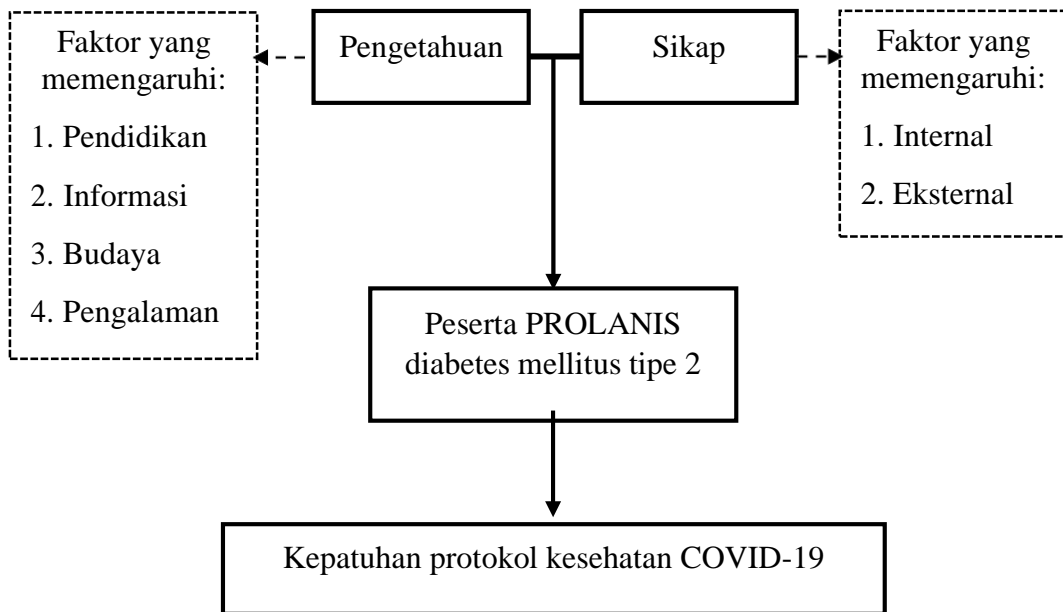 Faktor yang
memengaruhi:
1. Pendidikan
2. Informasi
3. Budaya
4. Pengalaman
Pengetahuan
Sikap
Faktor yang
memengaruhi:
1. Internal
2. Eksternal
Peserta PROLANIS
diabetes mellitus tipe 2
Kepatuhan protokol kesehatan COVID-19